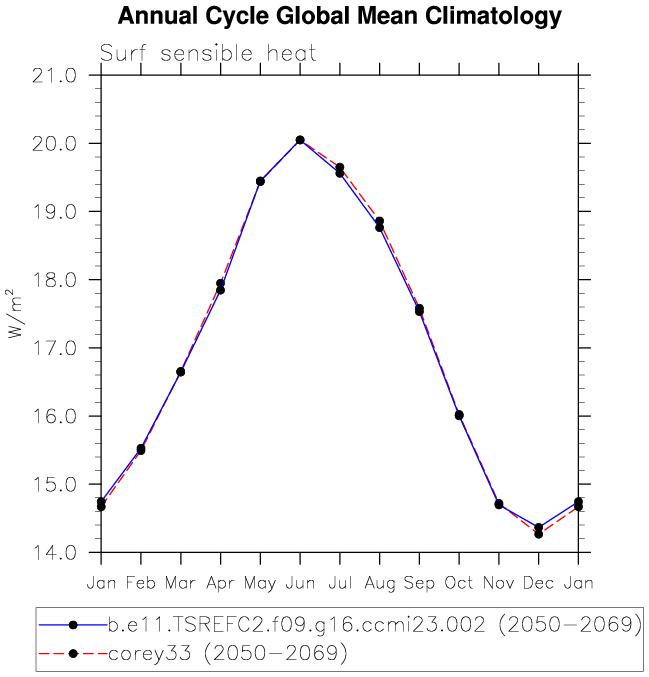 Annual Cycle Global Mean Climatology
Surf sensible heat
21.0
20.0
19.0
18.0
17.0
16.0
15.0
14.0
W/m²
Jan Feb Mar Apr May Jun Jul Aug Sep Oct Nov Dec Jan
b.e11.TSREFC2.f09.g16.ccmi23.002 (2050-2069)
corey33 (2050-2069)